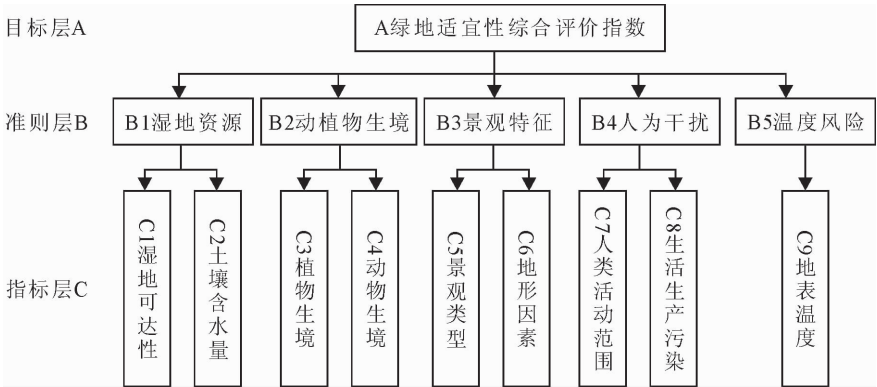 目标层A
A绿地适宜性综合评价指数
准则层B
B1湿地资源
B2动植物生境
B3景观特征
B4人为干扰
B5温度风险
指标层C
C1湿地可达性
C2土壤含水量
C3植物生境
C4动物生境
C5景观类型
C6地形因素
C7人类活动范围
C8生活生产污染
C9地表温度